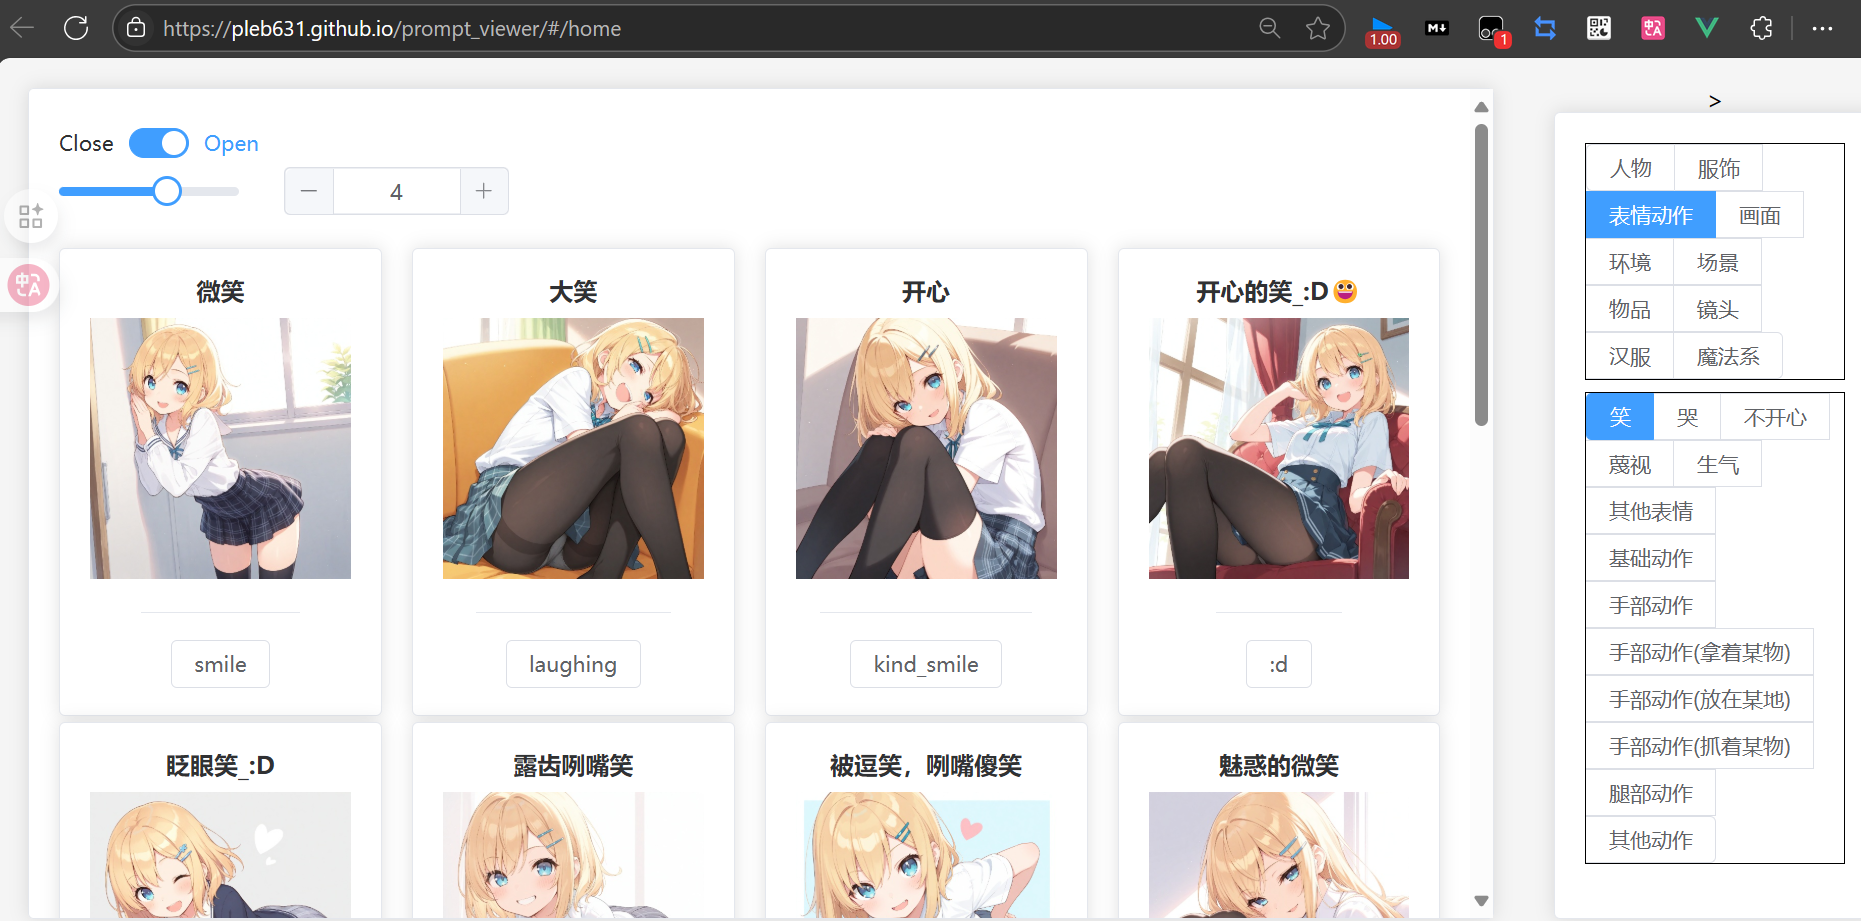 https://pleb631.github.io/prompt_viewer/#/home
1.00
M↓
1
中A
>
Close Open
4
中A
微笑
大笑
开心
开心的笑_:D😀
smile
laughing
kind_smile
:d
眨眼笑_:D
露齿咧嘴笑
被逗笑，咧嘴傻笑
魅惑的微笑
人物 服饰
表情动作 画面
环境 场景
物品 镜头
汉服 魔法系
笑 哭 不开心
蔑视 生气
其他表情
基础动作
手部动作
手部动作(拿着某物)
手部动作(放在某地)
手部动作(抓着某物)
腿部动作
其他动作